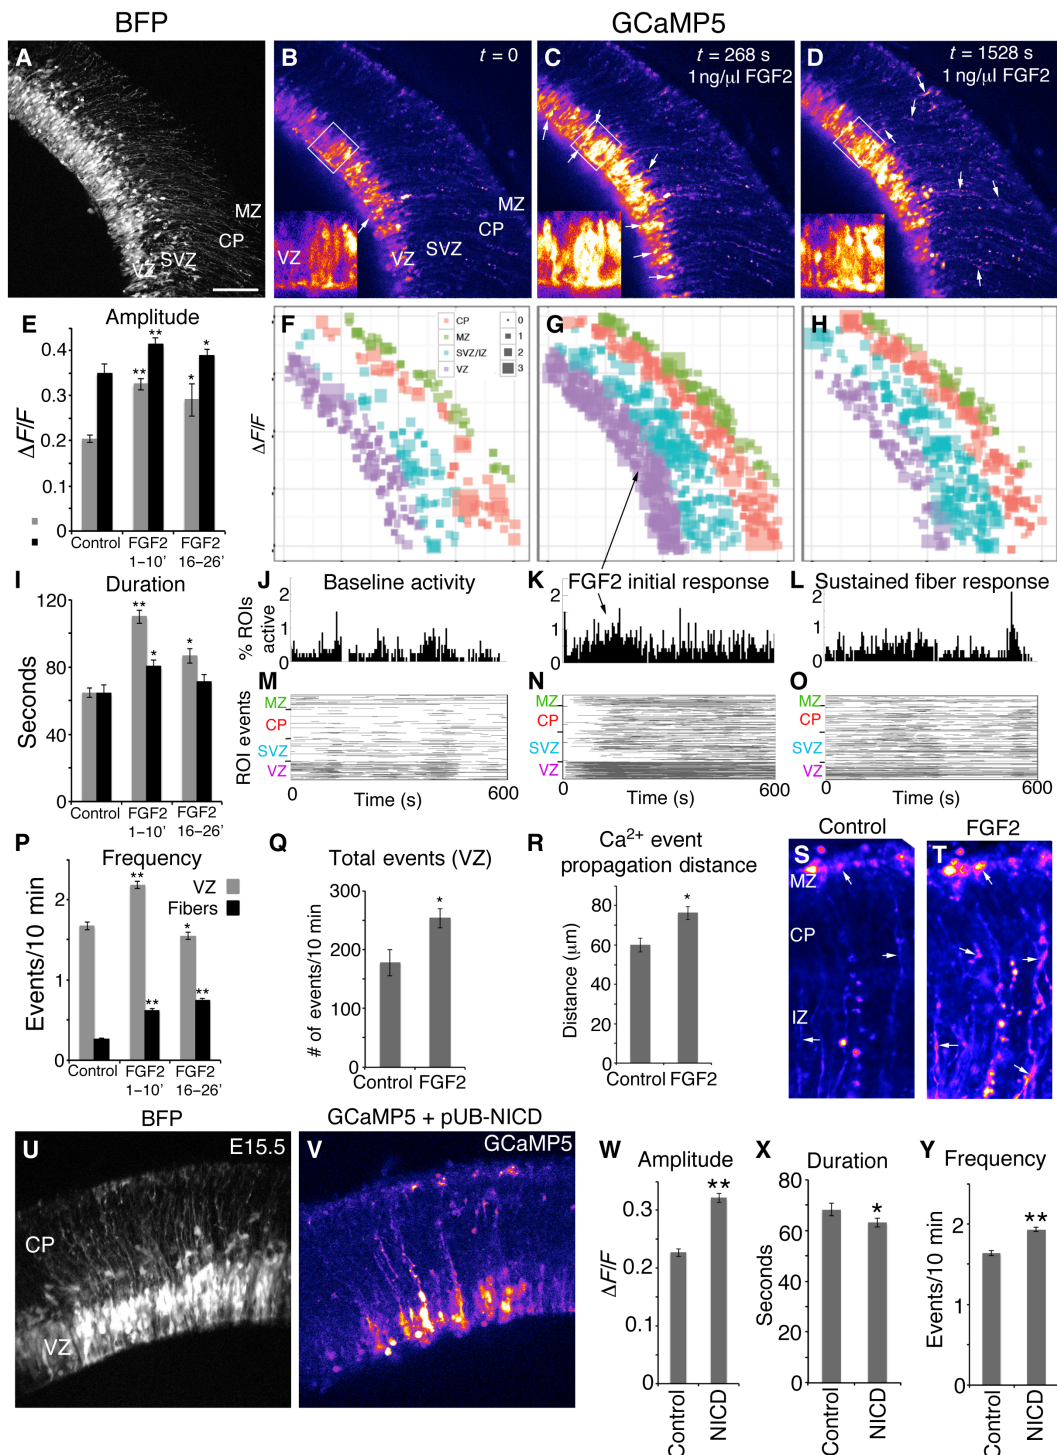 BFP
GCaMP5
A
MZ
CP
SVZ
VZ
B
t = 0
MZ
CP
SVZ
VZ
VZ
C
t = 268 s
1 ng/μl FGF2
D
t = 1528 s
1 ng/μl FGF2
E
Amplitude
ΔF/F
0.4
0.3
0.2
0.1
0
**
**
*
*
Control
FGF2
1–10’
FGF2
16–26’
F
ΔF/F
CP
MZ
SVZ/IZ
VZ
0
1
2
3
G
H
I
Duration
Seconds
120
80
40
0
**
*
*
Control
FGF2
1–10’
FGF2
16–26’
J
Baseline activity
% ROIs
active
2
1
0
K
FGF2 initial response
2
1
0
L
Sustained fiber response
2
1
0
M
ROI events
MZ
CP
SVZ
VZ
0
600
Time (s)
N
MZ
CP
SVZ
VZ
0
600
Time (s)
O
MZ
CP
SVZ
VZ
0
600
Time (s)
P
Frequency
Events/10 min
2
1
0
VZ
Fibers
**
**
*
**
Control
FGF2
1–10’
FGF2
16–26’
Q
Total events (VZ)
# of events/10 min
300
200
100
0
*
Control FGF2
R
Ca2+ event
propagation distance
Distance (μm)
80
60
40
20
0
*
Control FGF2
Control
S
MZ
CP
IZ
FGF2
T
BFP
U
E15.5
CP
VZ
GCaMP5 + pUB-NICD
V
GCaMP5
W
Amplitude
ΔF/F
0.3
0.2
0.1
0
**
Control
NICD
X
Duration
Seconds
80
60
40
20
0
*
Control
NICD
Y
Frequency
Events/10 min
2
1
0
**
Control
NICD